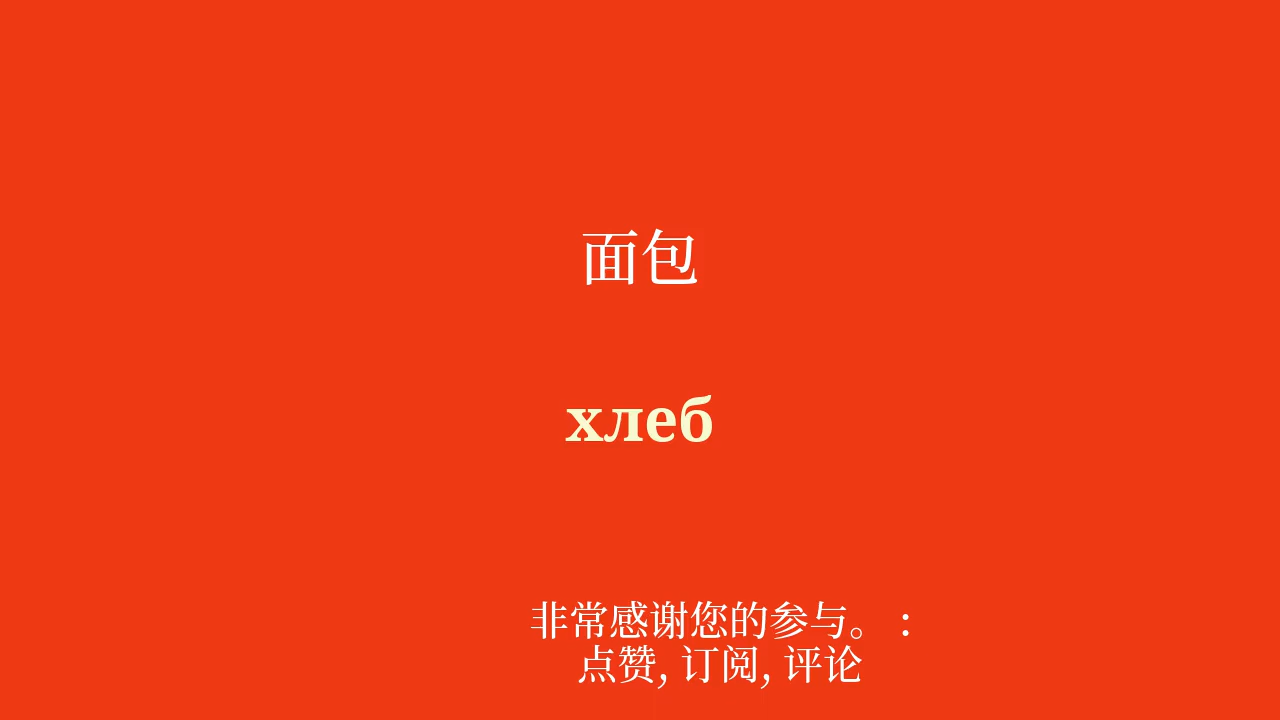 面包
хлеб
非常感谢您的参与。 :
点赞, 订阅, 评论